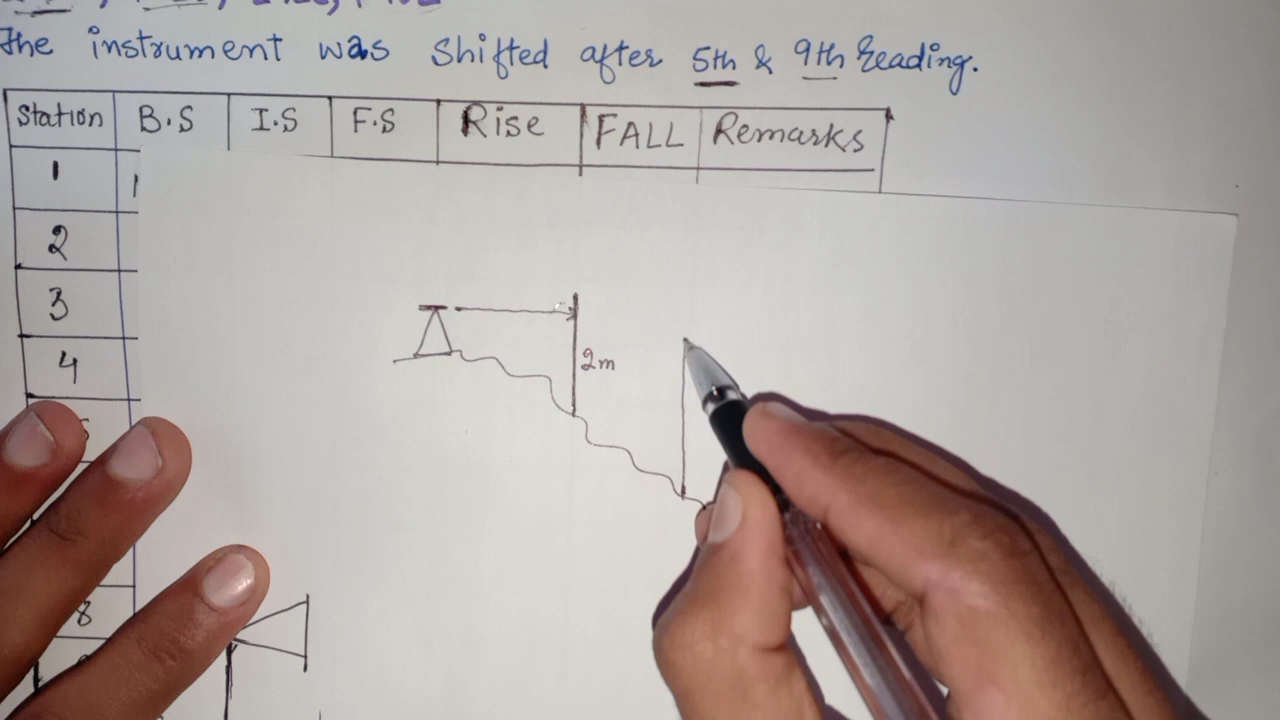 The instrument was Shifted after 5th & 9th reading.
Station B.S I.S F.S Rise FALL Remarks
1
2
3
4
2m
8